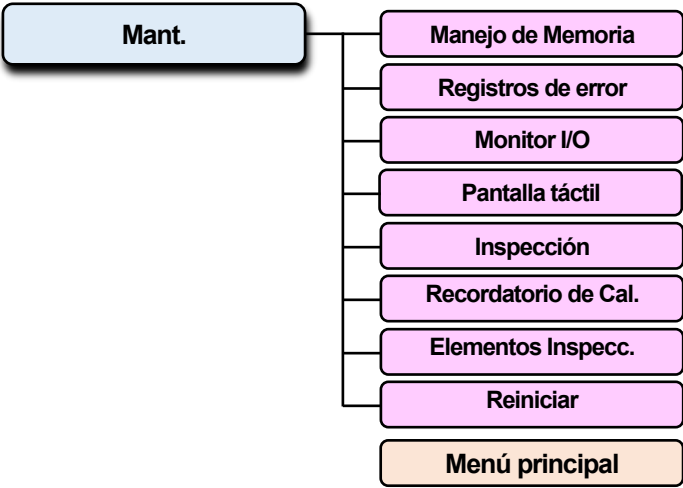 Mant.
Manejo de Memoria
Registros de error
Monitor I/O
Pantalla táctil
Inspección
Recordatorio de Cal.
Elementos Inspecc.
Reiniciar
Menú principal